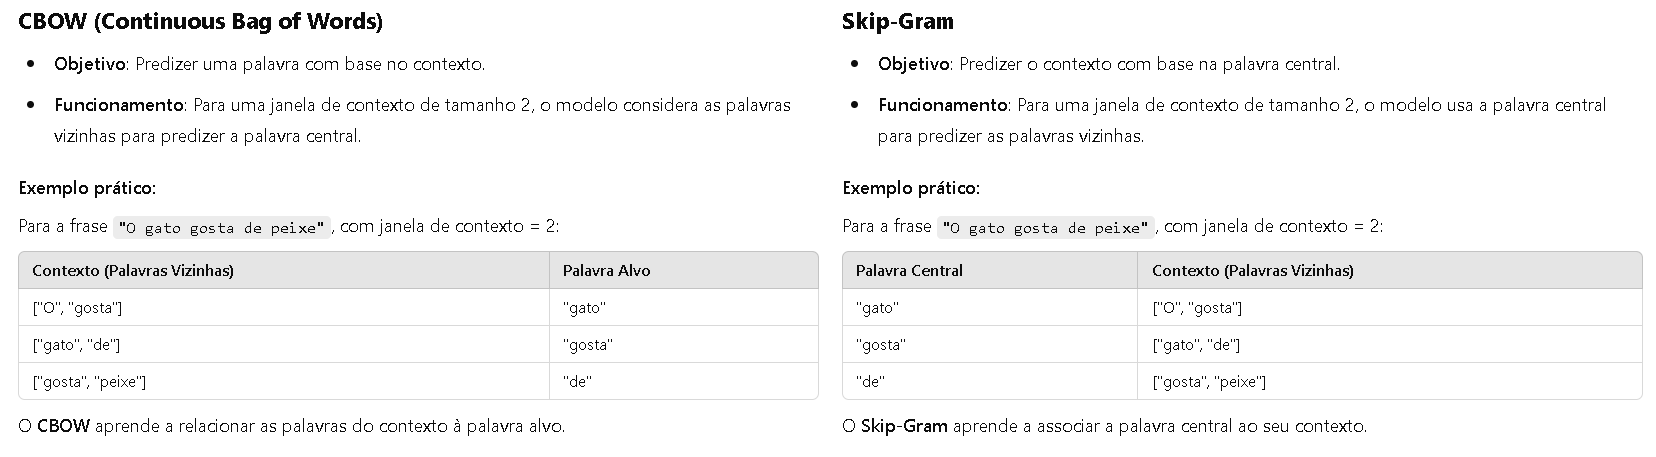 CBOW (Continuous Bag of Words)
• Objetivo: Predizer uma palavra com base no contexto.
• Funcionamento: Para uma janela de contexto de tamanho 2, o modelo considera as palavras
vizinhas para predizer a palavra central.
Exemplo prático:
Para a frase "O gato gosta de peixe", com janela de contexto = 2:
Contexto (Palavras Vizinhas) Palavra Alvo
["O", "gosta"] "gato"
["gato", "de"] "gosta"
["gosta", "peixe"] "de"
O CBOW aprende a relacionar as palavras do contexto à palavra alvo.
Skip-Gram
• Objetivo: Predizer o contexto com base na palavra central.
• Funcionamento: Para uma janela de contexto de tamanho 2, o modelo usa a palavra central
para predizer as palavras vizinhas.
Exemplo prático:
Para a frase "O gato gosta de peixe", com janela de contexto = 2:
Palavra Central Contexto (Palavras Vizinhas)
"gato" ["O", "gosta"]
"gosta" ["gato", "de"]
"de" ["gosta", "peixe"]
O Skip-Gram aprende a associar a palavra central ao seu contexto.